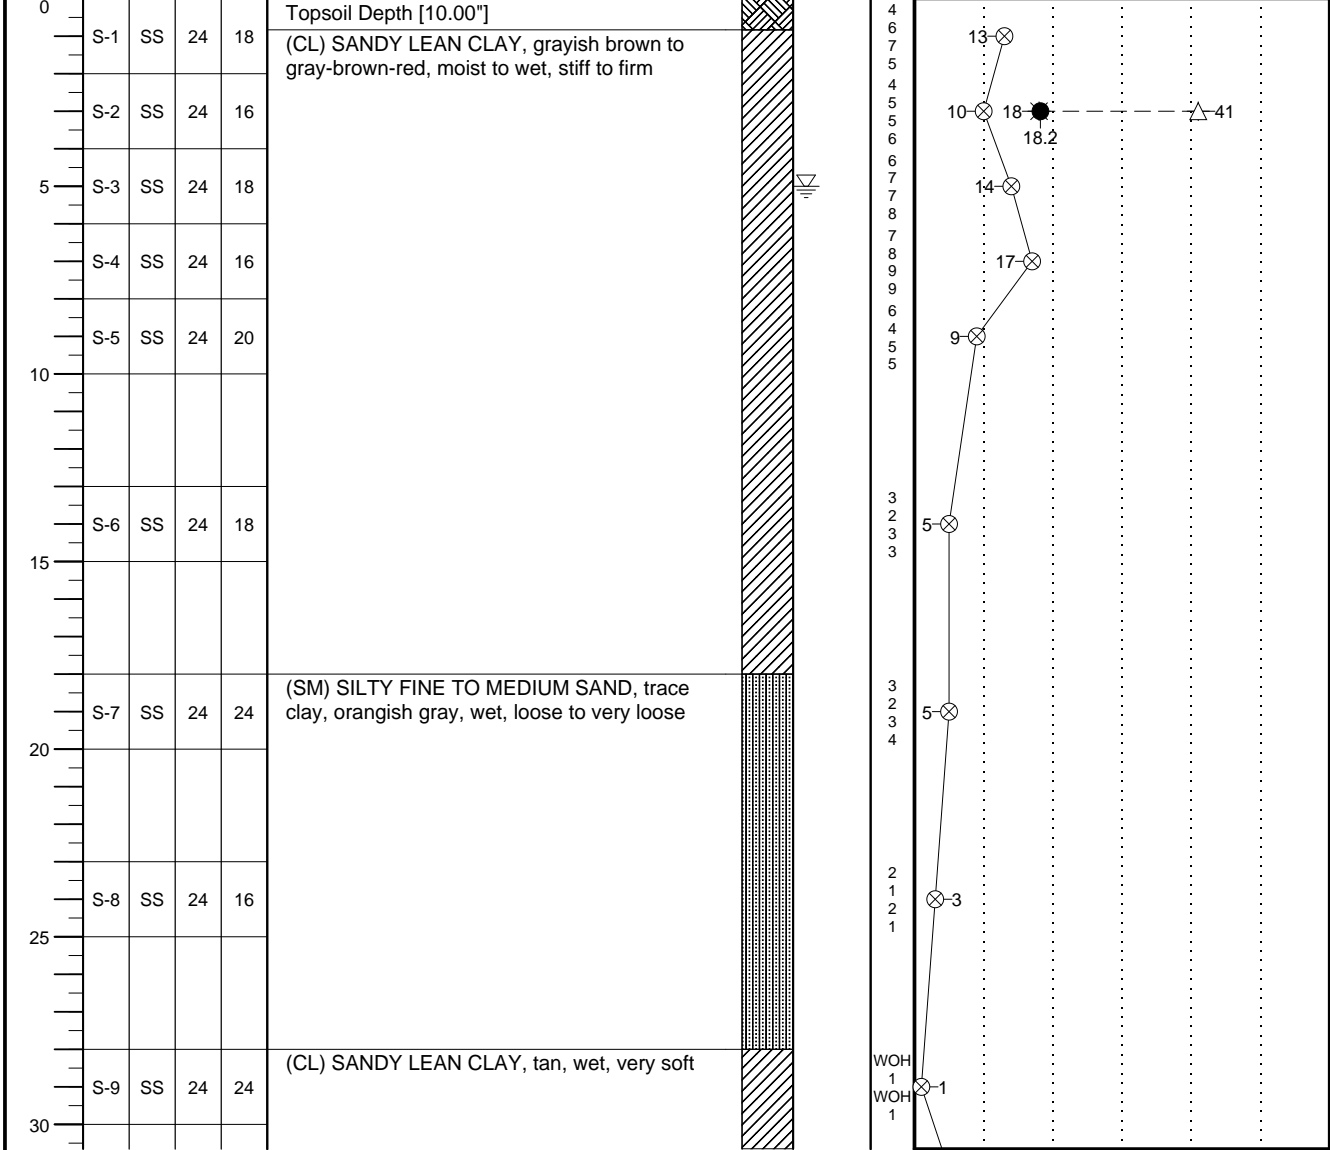 0
Topsoil Depth [10.00"]
4
6
7
5
S-1 SS 24 18
(CL) SANDY LEAN CLAY, grayish brown to
gray-brown-red, moist to wet, stiff to firm
13
S-2 SS 24 16
4
5
5
6
10 18 41
18.2
5
S-3 SS 24 18
6
7
7
8
14
S-4 SS 24 16
7
8
9
9
17
S-5 SS 24 20
6
4
5
5
9
10
S-6 SS 24 18
3
2
3
3
5
15
(SM) SILTY FINE TO MEDIUM SAND, trace
clay, orangish gray, wet, loose to very loose
S-7 SS 24 24
3
2
3
4
5
20
S-8 SS 24 16
2
1
2
1
3
25
(CL) SANDY LEAN CLAY, tan, wet, very soft
S-9 SS 24 24
WOH
1
WOH
1
1
30